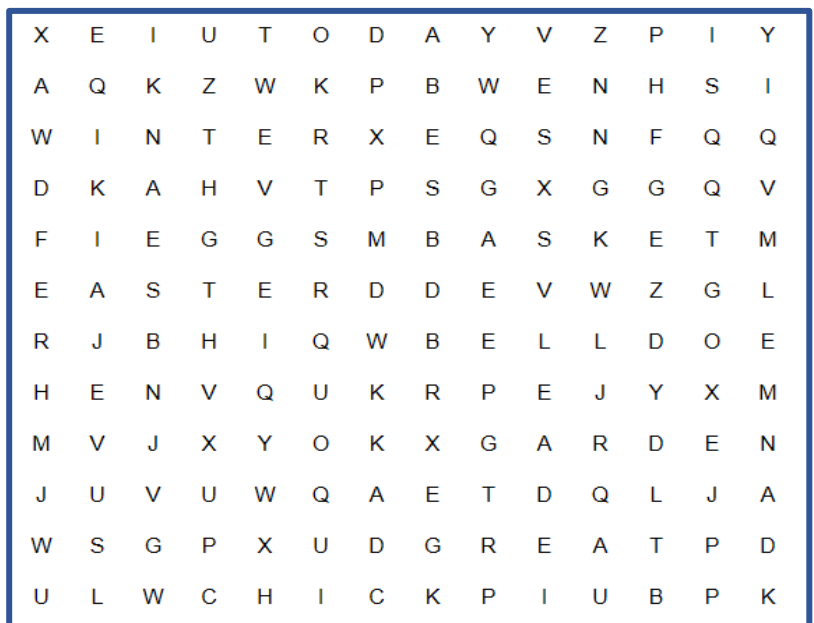 X E I U T O D A Y V Z P I Y
A Q K Z W K P B W E N H S I
W I N T E R X E Q S N F Q Q
D K A H V T P S G X G G Q V
F I E G G S M B A S K E T M
E A S T E R D D E V W Z G L
R J B H I Q W B E L L D O E
H E N V Q U K R P E J Y X M
M V J X Y O K X G A R D E N
J U V U W Q A E T D Q L J A
W S G P X U D G R E A T P D
U L W C H I C K P I U B P K